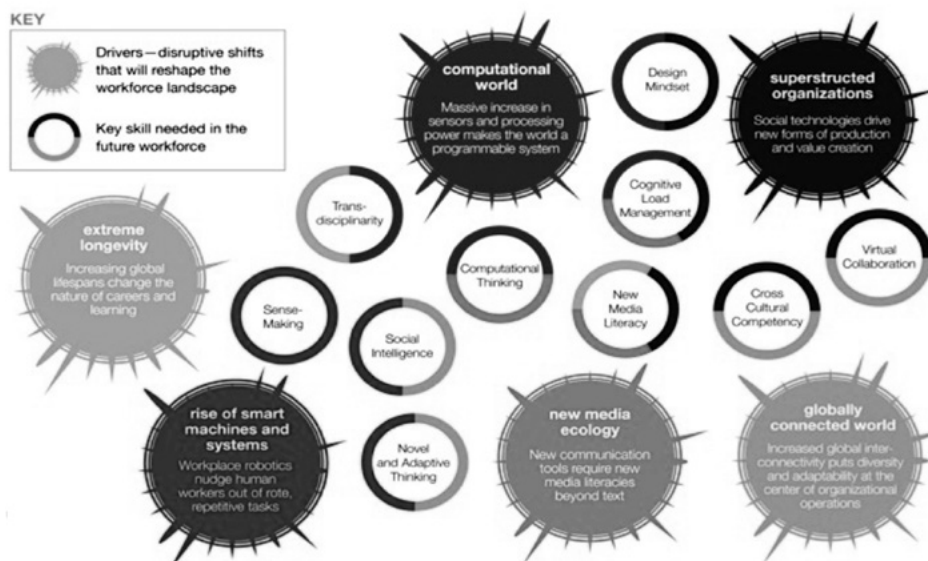 KEY
Drivers—disruptive shifts
that will reshape the
workforce landscape
Key skill needed in the
future workforce
computational
world
Massive increase in
sensors and processing
power makes the world a
programmable system
Design
Mindset
superstructed
organizations
Social technologies drive
new forms of production
and value creation
extreme
longevity
Increasing global
lifespans change the
nature of careers and
learning
Trans-
disciplinarity
Cognitive
Load
Management
Virtual
Collaboration
Computational
Thinking
Sense-
Making
New
Media
Literacy
Cross
Cultural
Competency
Social
Intelligence
rise of smart
machines and
systems
Workplace robotics
nudge human
workers out of rote,
repetitive tasks
Novel
and Adaptive
Thinking
new media
ecology
New communication
tools require new
media literacies
beyond text
globally
connected world
Increased global inter-
connectivity puts diversity
and adaptability at the
center of organizational
operations